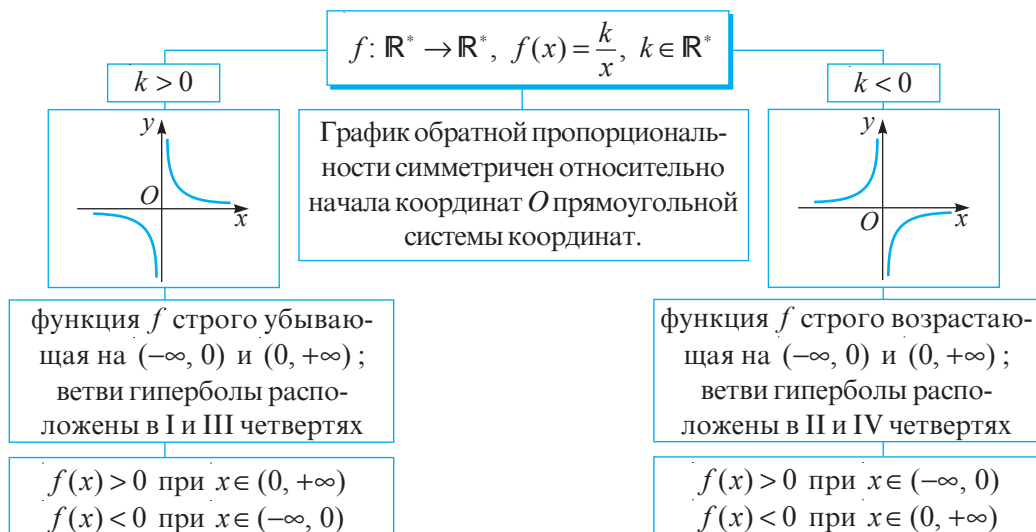 f: ℝ* → ℝ*, f(x) = k/x, k ∈ ℝ*
k > 0
y
O
x
График обратной пропорциональ-
ности симметричен относительно
начала координат O прямоугольной
системы координат.
k < 0
y
O
x
функция f строго убываю-
щая на (−∞, 0) и (0, +∞);
ветви гиперболы распо-
ложены в I и III четвертях
f(x) > 0 при x ∈ (0, +∞)
f(x) < 0 при x ∈ (−∞, 0)
функция f строго возрастаю-
щая на (−∞, 0) и (0, +∞);
ветви гиперболы распо-
ложены в II и IV четвертях
f(x) > 0 при x ∈ (−∞, 0)
f(x) < 0 при x ∈ (0, +∞)